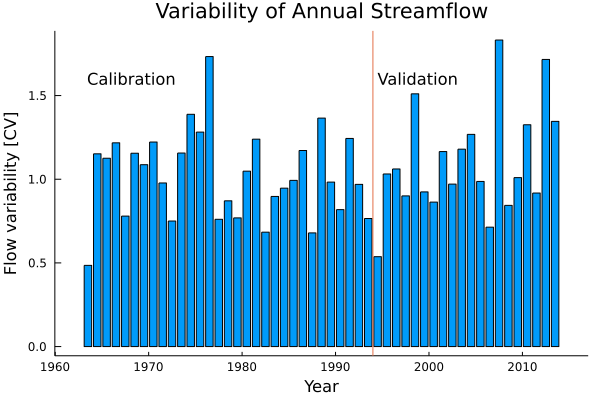 Variability of Annual Streamflow
Calibration
Validation
Flow variability [CV]
1.5
1.0
0.5
0.0
1960 1970 1980 1990 2000 2010
Year